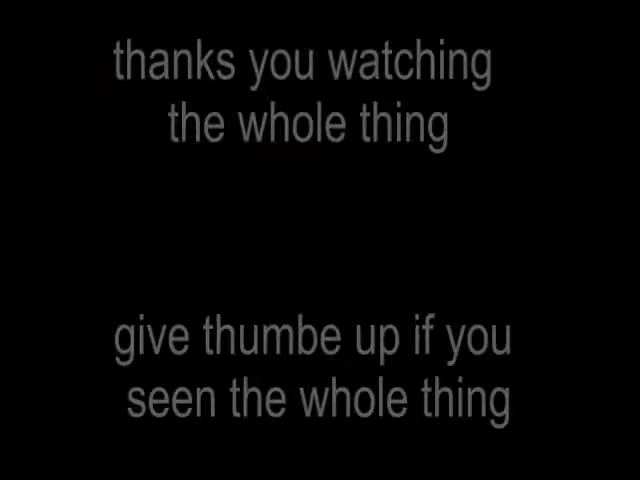 thanks you watching
the whole thing
give thumbe up if you
seen the whole thing